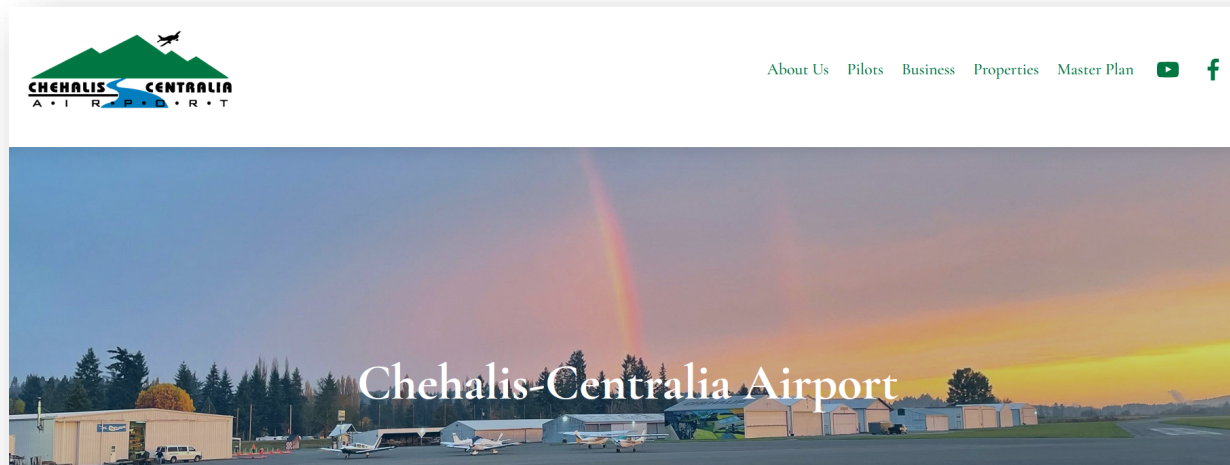 CHEHALIS CENTRALIA
A•I R•P•O•R•T
About Us Pilots Business Properties Master Plan
Chehalis-Centralia Airport